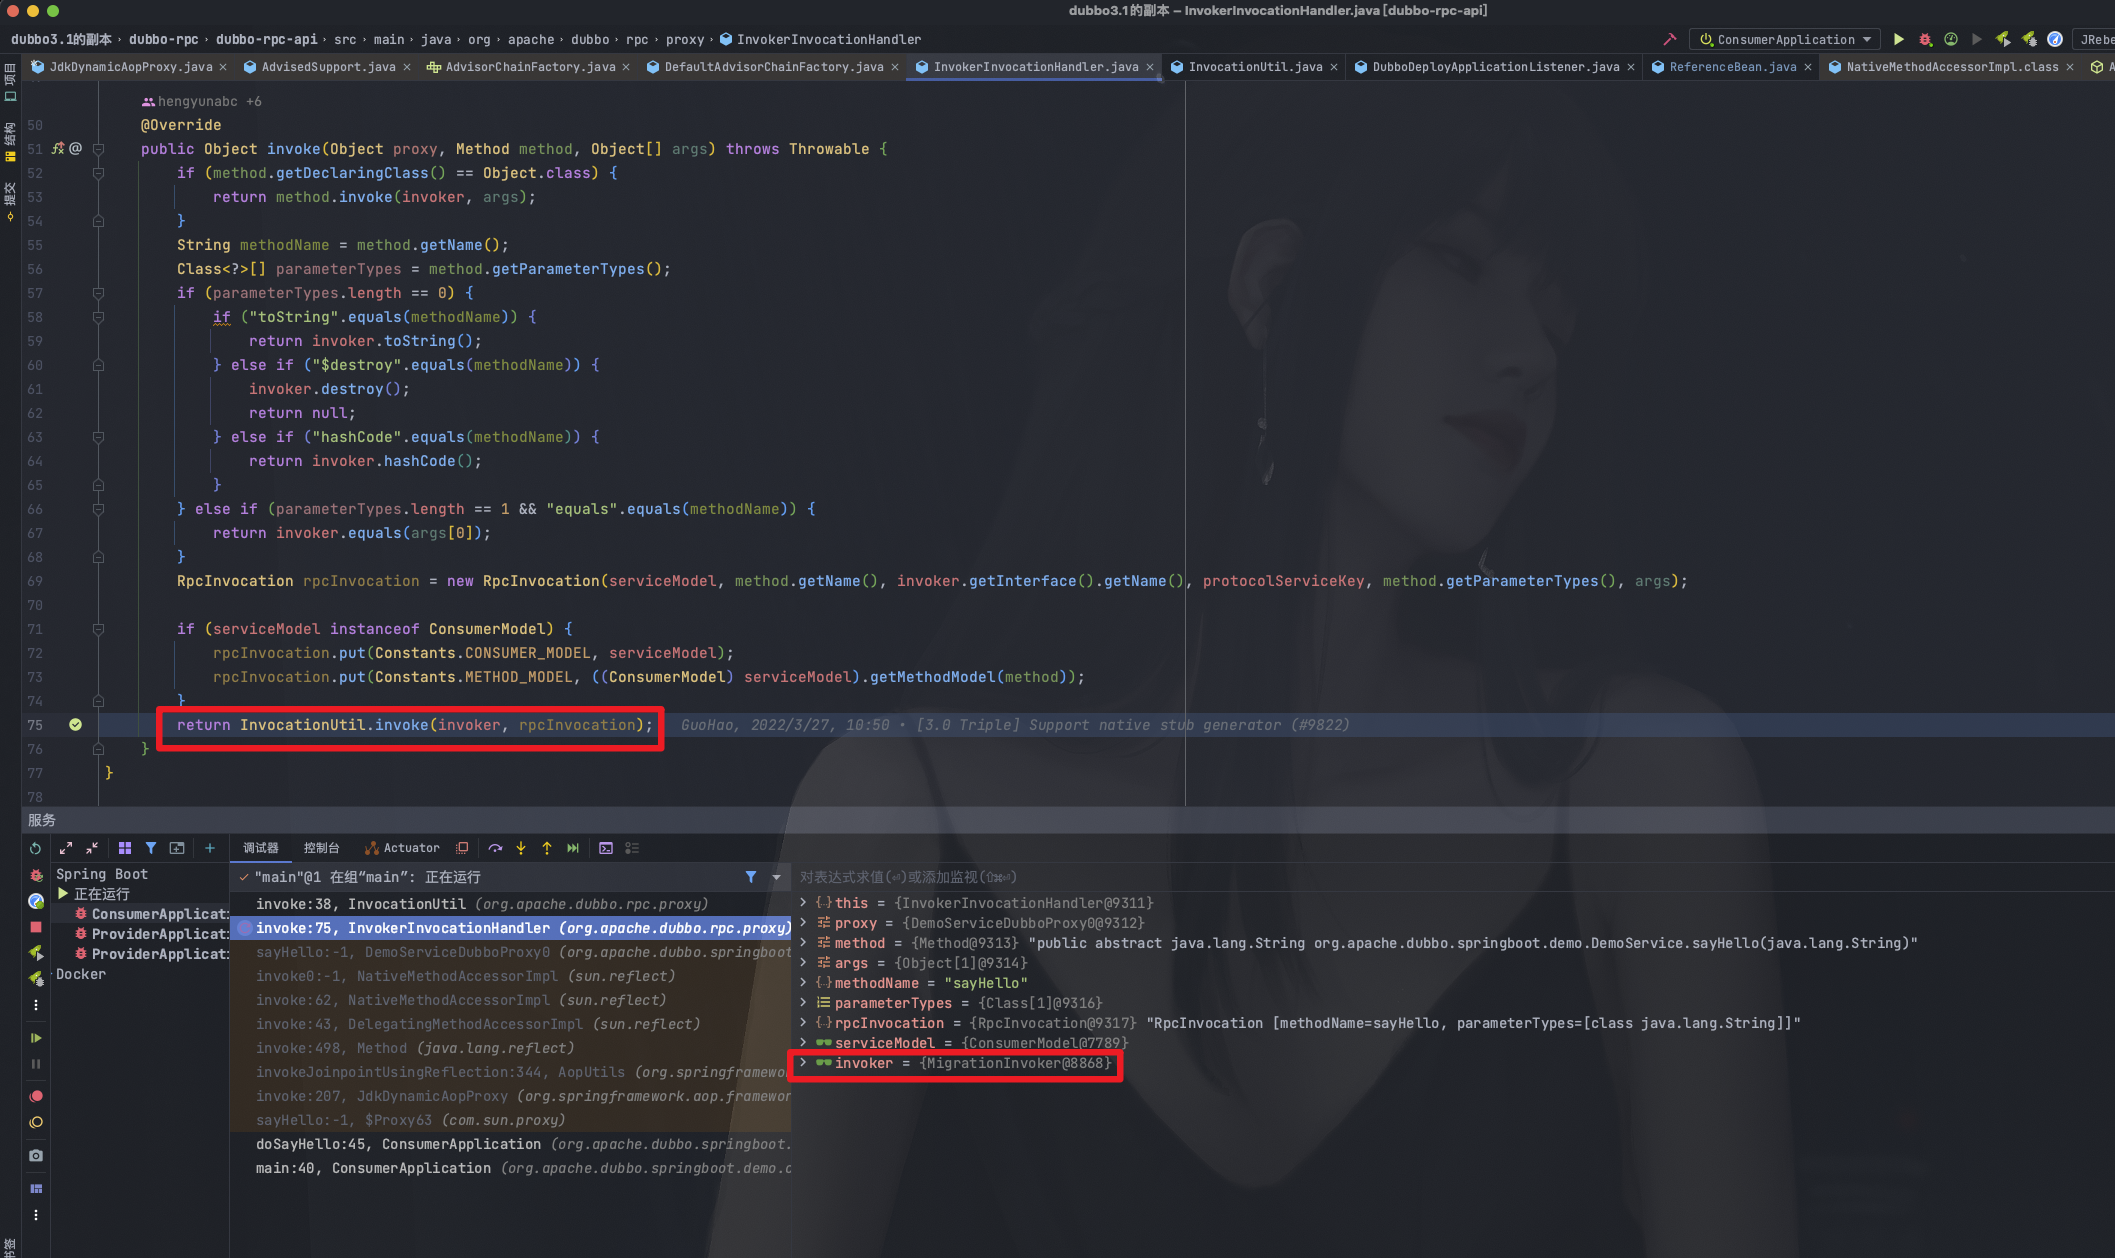 dubbo3.1的副本 – InvokerInvocationHandler.java [dubbo-rpc-api]
dubbo3.1的副本 › dubbo-rpc › dubbo-rpc-api › src › main › java › org › apache › dubbo › rpc › proxy › InvokerInvocationHandler
ConsumerApplication
JRebe
JdkDynamicAopProxy.java × AdvisedSupport.java × AdvisorChainFactory.java × DefaultAdvisorChainFactory.java × InvokerInvocationHandler.java × InvocationUtil.java × DubboDeployApplicationListener.java × ReferenceBean.java × NativeMethodAccessorImpl.class × A
项目
结构
提交
书签
hengyunabc +6
50 @Override
51 public Object invoke(Object proxy, Method method, Object[] args) throws Throwable {
52 if (method.getDeclaringClass() == Object.class) {
53 return method.invoke(invoker, args);
54 }
55 String methodName = method.getName();
56 Class<?>[] parameterTypes = method.getParameterTypes();
57 if (parameterTypes.length == 0) {
58 if ("toString".equals(methodName)) {
59 return invoker.toString();
60 } else if ("$destroy".equals(methodName)) {
61 invoker.destroy();
62 return null;
63 } else if ("hashCode".equals(methodName)) {
64 return invoker.hashCode();
65 }
66 } else if (parameterTypes.length == 1 && "equals".equals(methodName)) {
67 return invoker.equals(args[0]);
68 }
69 RpcInvocation rpcInvocation = new RpcInvocation(serviceModel, method.getName(), invoker.getInterface().getName(), protocolServiceKey, method.getParameterTypes(), args);
70
71 if (serviceModel instanceof ConsumerModel) {
72 rpcInvocation.put(Constants.CONSUMER_MODEL, serviceModel);
73 rpcInvocation.put(Constants.METHOD_MODEL, ((ConsumerModel) serviceModel).getMethodModel(method));
74 }
75 return InvocationUtil.invoke(invoker, rpcInvocation); GuoHao, 2022/3/27, 10:50 • [3.0 Triple] Support native stub generator (#9822)
76 }
77 }
78
服务
调试器 控制台 Actuator
Spring Boot
正在运行
ConsumerApplicati
ProviderApplicati
ProviderApplicati
Docker
"main"@1 在组“main”: 正在运行
invoke:38, InvocationUtil (org.apache.dubbo.rpc.proxy)
invoke:75, InvokerInvocationHandler (org.apache.dubbo.rpc.proxy)
sayHello:-1, DemoServiceDubboProxy0 (org.apache.dubbo.springboot
invoke0:-1, NativeMethodAccessorImpl (sun.reflect)
invoke:62, NativeMethodAccessorImpl (sun.reflect)
invoke:43, DelegatingMethodAccessorImpl (sun.reflect)
invoke:498, Method (java.lang.reflect)
invokeJoinpointUsingReflection:344, AopUtils (org.springframewor
invoke:207, JdkDynamicAopProxy (org.springframework.aop.framewor
sayHello:-1, $Proxy63 (com.sun.proxy)
doSayHello:45, ConsumerApplication (org.apache.dubbo.springboot.
main:40, ConsumerApplication (org.apache.dubbo.springboot.demo.c
对表达式求值(⏎)或添加监视(⇧⌘⏎)
this = {InvokerInvocationHandler@9311}
proxy = {DemoServiceDubboProxy0@9312}
method = {Method@9313} "public abstract java.lang.String org.apache.dubbo.springboot.demo.DemoService.sayHello(java.lang.String)"
args = {Object[1]@9314}
methodName = "sayHello"
parameterTypes = {Class[1]@9316}
rpcInvocation = {RpcInvocation@9317} "RpcInvocation [methodName=sayHello, parameterTypes=[class java.lang.String]]"
serviceModel = {ConsumerModel@7789}
invoker = {MigrationInvoker@8868}